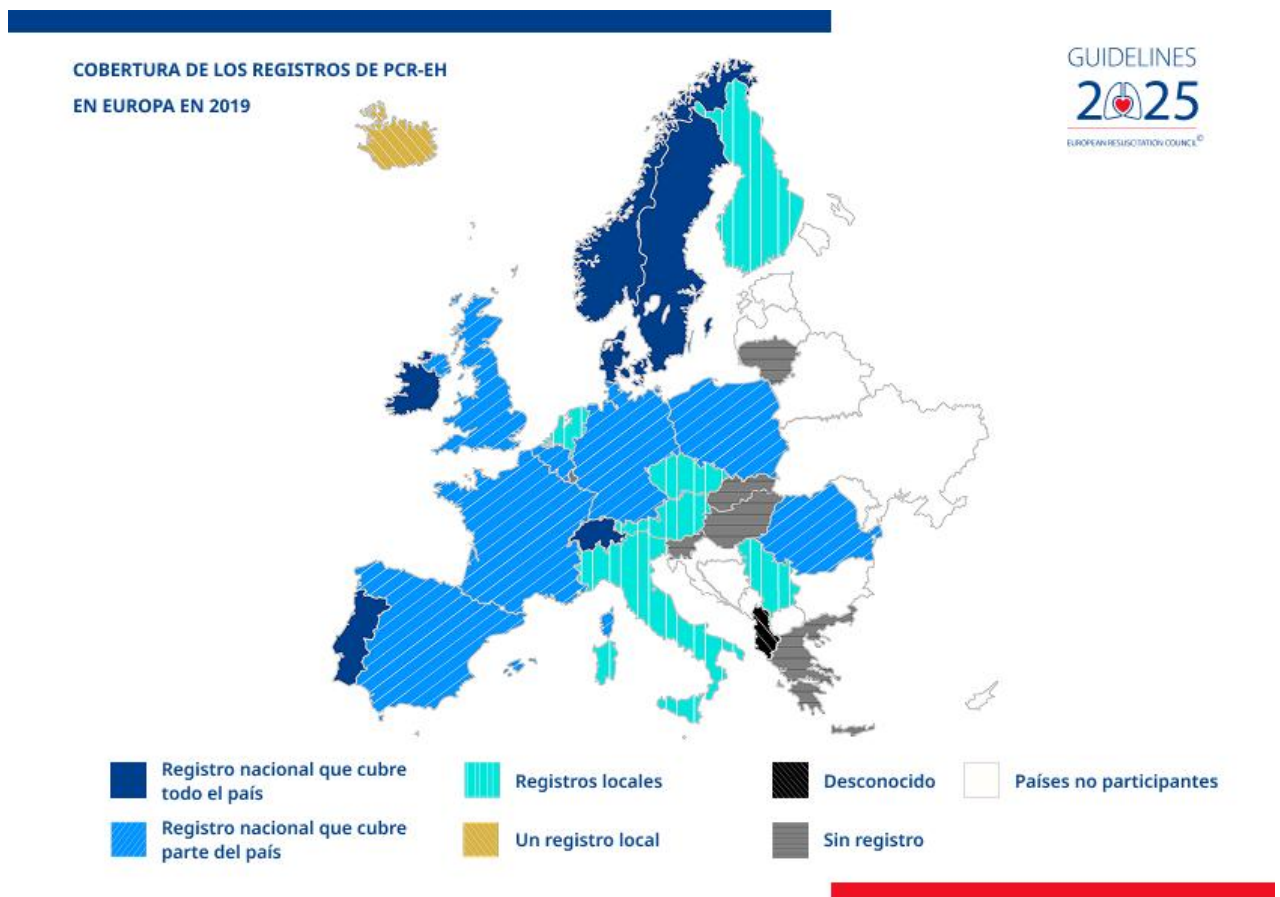 COBERTURA DE LOS REGISTROS DE PCR-EH
EN EUROPA EN 2019
GUIDELINES
2025
EUROPEAN RESUSCITATION COUNCIL©
Registro nacional que cubre
todo el país
Registros locales
Desconocido
Países no participantes
Registro nacional que cubre
parte del país
Un registro local
Sin registro